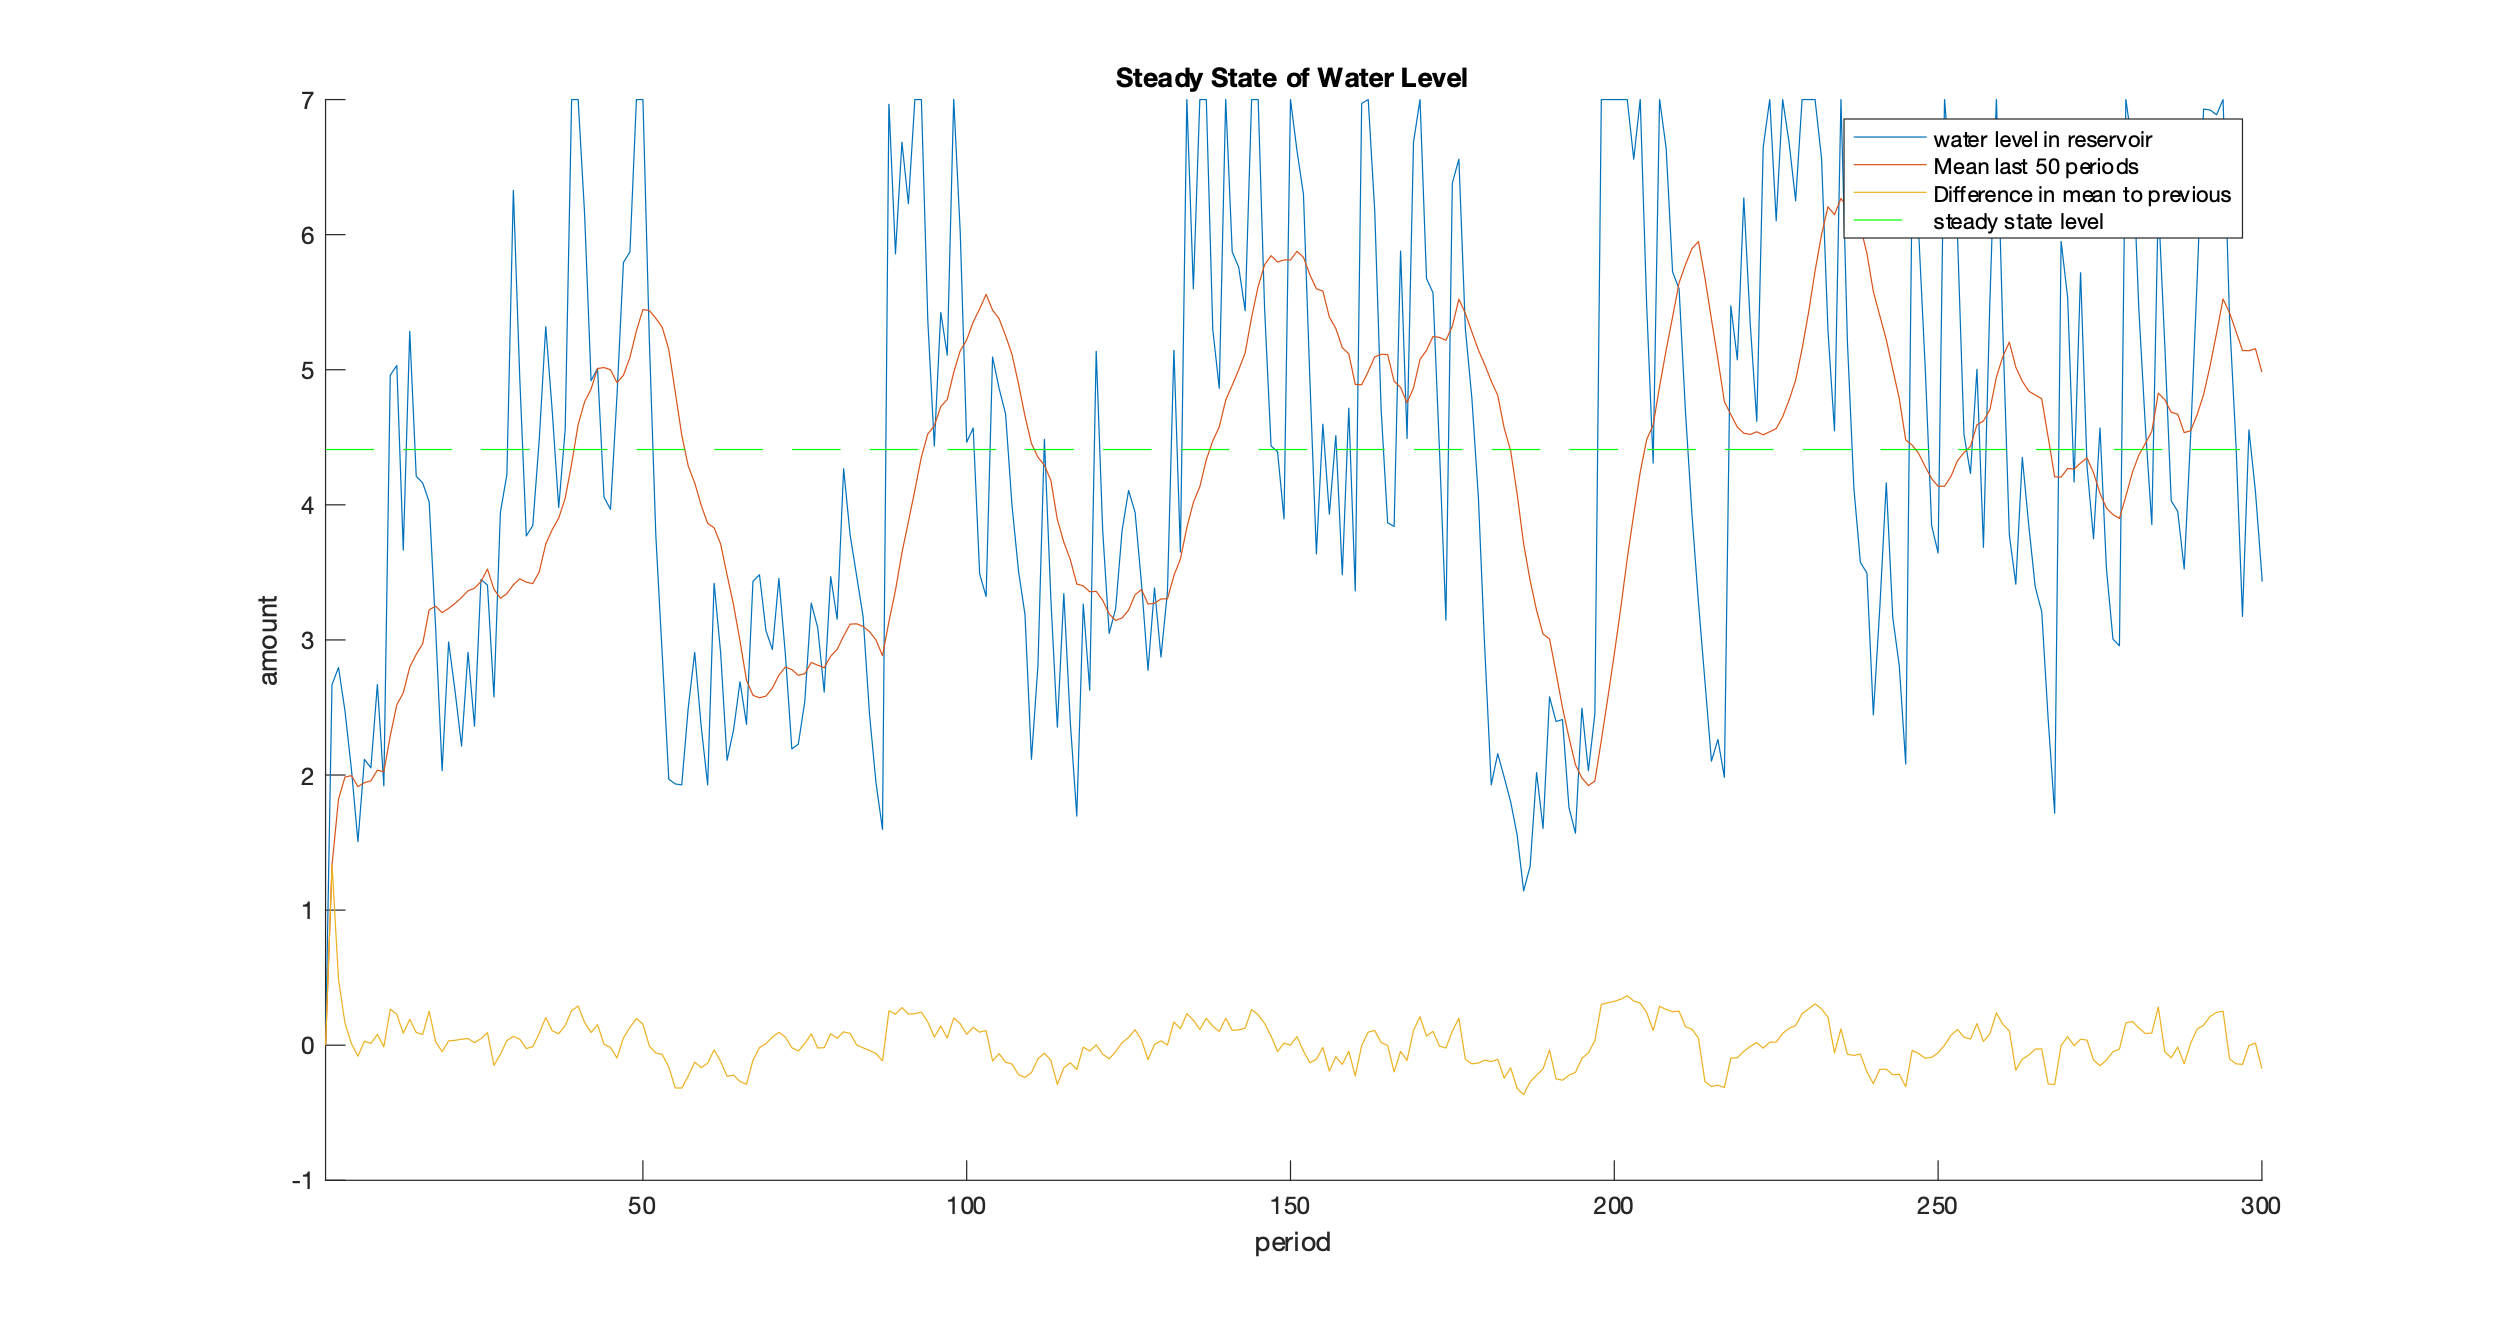 Steady State of Water Level
7
6
5
4
3
2
1
0
-1
amount
water level in reservoir
Mean last 50 periods
Difference in mean to previous
steady state level
50
100
150
200
250
300
period